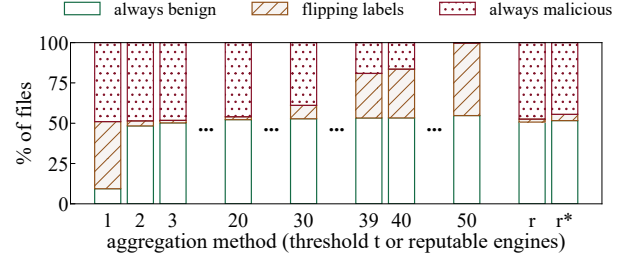 always benign flipping labels always malicious
100
75
50
25
0
% of files
... ... ... ...
1 2 3 20 30 39 40 50 r r*
aggregation method (threshold t or reputable engines)